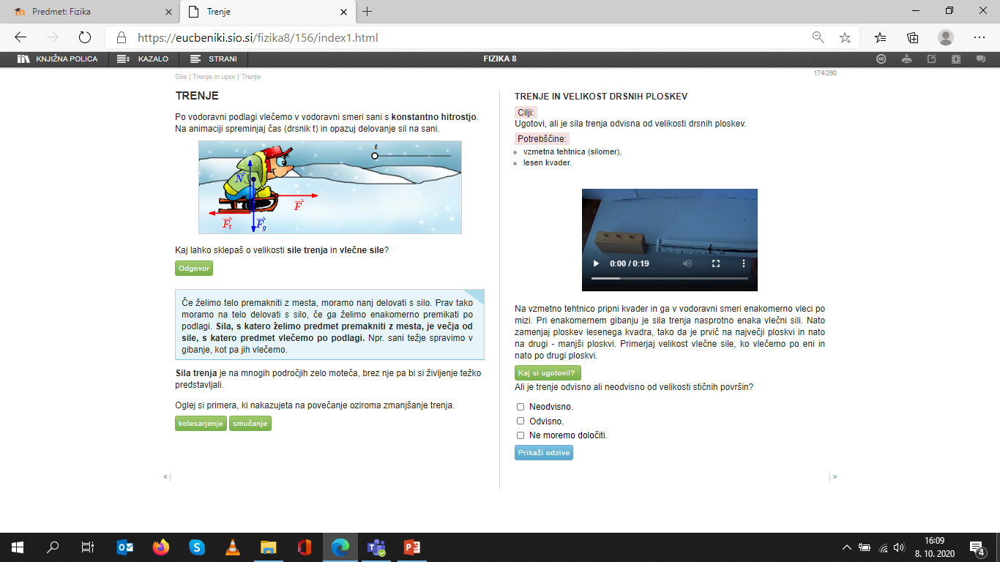 Predmet: Fizika
Trenje
https://eucbeniki.sio.si/fizika8/156/index1.html
KNJIŽNA POLICA
KAZALO
STRANI
FIZIKA 8
Sile | Trenje in upor | Trenje
174/260
TRENJE
Po vodoravni podlagi vlečemo v vodoravni smeri sani s konstantno hitrostjo.
Na animaciji spreminjaj čas (drsnik t) in opazuj delovanje sil na sani.
t
N
F
Ft
Fg
Kaj lahko sklepaš o velikosti sile trenja in vlečne sile?
Odgovor
Če želimo telo premakniti z mesta, moramo nanj delovati s silo. Prav tako
moramo na telo delovati s silo, če ga želimo enakomerno premikati po
podlagi. Sila, s katero želimo predmet premakniti z mesta, je večja od
sile, s katero predmet vlečemo po podlagi. Npr. sani težje spravimo v
gibanje, kot pa jih vlečemo.
Sila trenja je na mnogih področjih zelo moteča, brez nje pa bi si življenje težko
predstavljali.
Oglej si primera, ki nakazujeta na povečanje oziroma zmanjšanje trenja.
kolesarjenje
smučanje
< |
TRENJE IN VELIKOST DRSNIH PLOSKEV
Cilji:
Ugotovi, ali je sila trenja odvisna od velikosti drsnih ploskev.
Potrebščine:
vzmetna tehtnica (silomer),
lesen kvader.
0:00 / 0:19
Na vzmetno tehtnico pripni kvader in ga v vodoravni smeri enakomerno vleci po
mizi. Pri enakomernem gibanju je sila trenja nasprotno enaka vlečni sili. Nato
zamenjaj ploskev lesenega kvadra, tako da je prvič na največji ploskvi in nato
na drugi - manjši ploskvi. Primerjaj velikost vlečne sile, ko vlečemo po eni in
nato po drugi ploskvi.
Kaj si ugotovil?
Ali je trenje odvisno ali neodvisno od velikosti stičnih površin?
Neodvisno.
Odvisno.
Ne moremo določiti.
Prikaži odzive
| >
16:09
8. 10. 2020
4